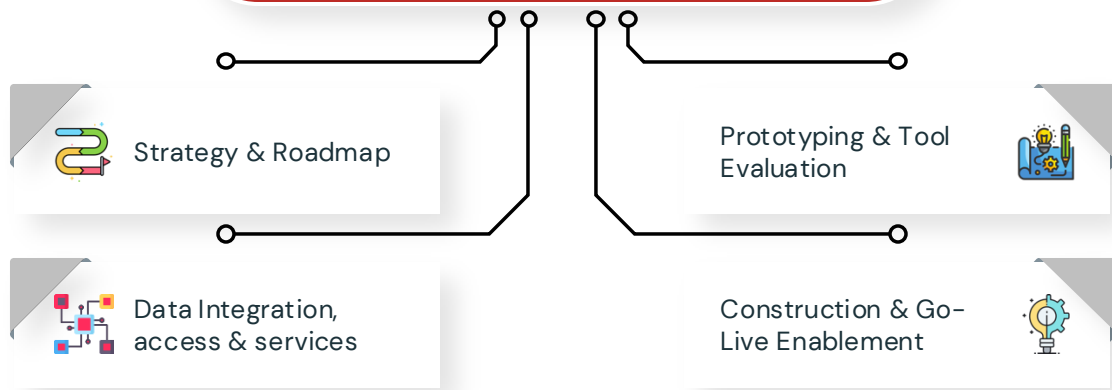 Strategy & Roadmap
Prototyping & Tool
Evaluation
Data Integration,
access & services
Construction & Go-
Live Enablement